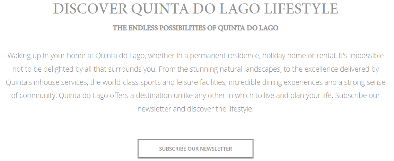 DISCOVER QUINTA DO LAGO LIFESTYLE
THE ENDLESS POSSIBILITIES OF QUINTA DO LAGO
Waking up in your home at Quinta do Lago, whether in a permanent residence, holiday home or rental, it's impossible
not to be delighted by all that surrounds you. From the stunning natural landscapes, to the excellence delivered by
Quinta's inhouse services, the world class sports and leisure facilities, incredible dining experiences and a strong sense
of community, Quinta do Lago offers a destination unlike any other in which to live and plan your life. Subscribe our
newsletter and discover the lifestyle.
SUBSCRIBE OUR NEWSLETTER